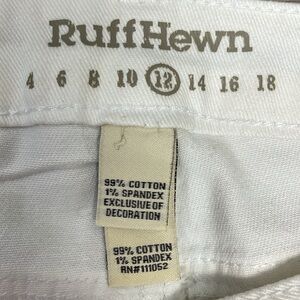 RuffHewn
4 6 8 10 12 14 16 18
99% COTTON
1% SPANDEX
EXCLUSIVE OF
DECORATION
99% COTTON
1% SPANDEX
RN#111052